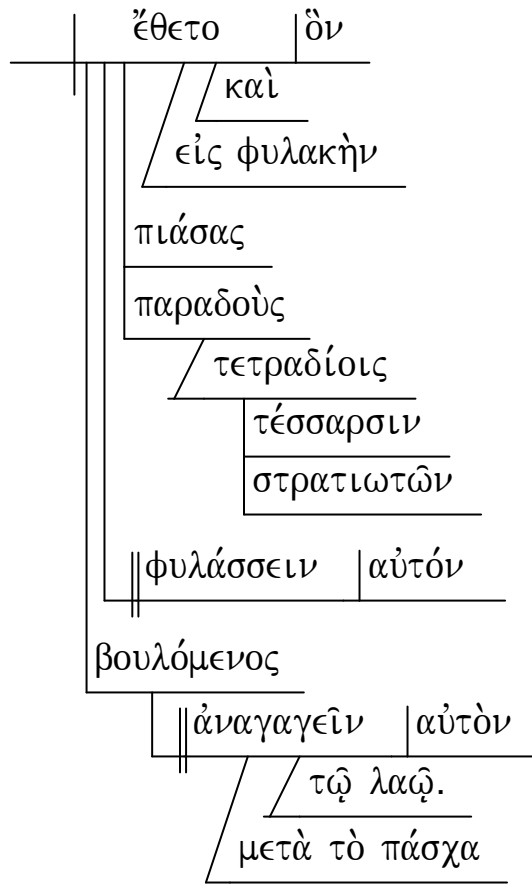 ἔθετο ὃν
καὶ
εἰς φυλακὴν
πιάσας
παραδοὺς
τετραδίοις
τέσσαρσιν
στρατιωτῶν
φυλάσσειν αὐτόν
βουλόμενος
ἀναγαγεῖν αὐτὸν
τῷ λαῷ.
μετὰ τὸ πάσχα